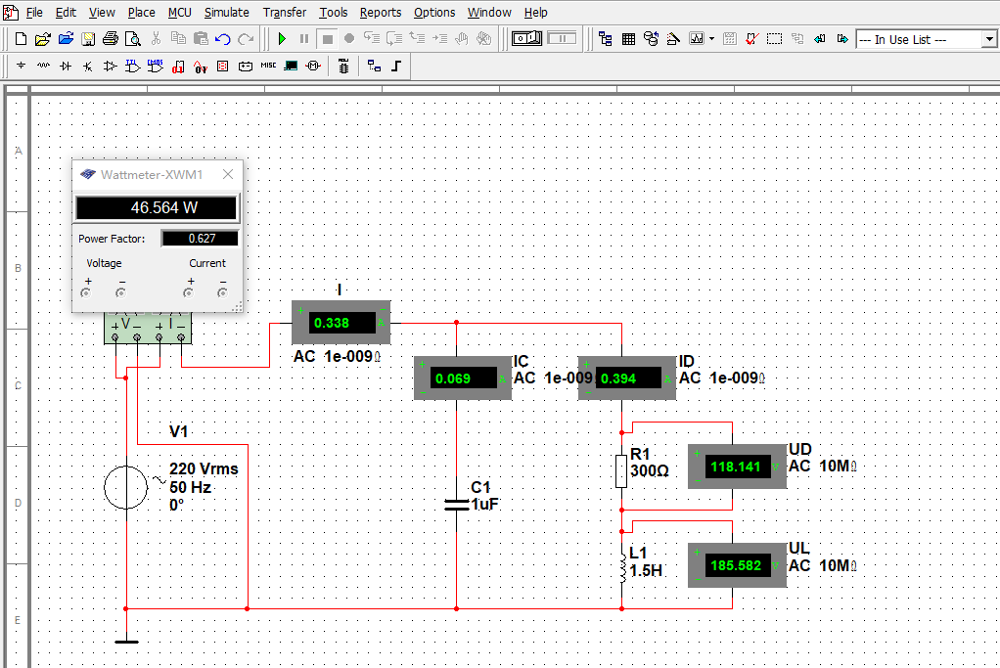 File Edit View Place MCU Simulate Transfer Tools Reports Options Window Help
--- In Use List ---
MISC
A
B
C
D
E
Wattmeter-XWM1
46.564 W
Power Factor: 0.627
Voltage Current
+ − + −
V I
+ − + −
I
0.338 A
AC 1e-009Ω
IC
0.069 A
AC 1e-009
ID
0.394 A
AC 1e-009Ω
V1
220 Vrms
50 Hz
0°
C1
1uF
R1
300Ω
UD
118.141 V
AC 10MΩ
L1
1.5H
UL
185.582 V
AC 10MΩ